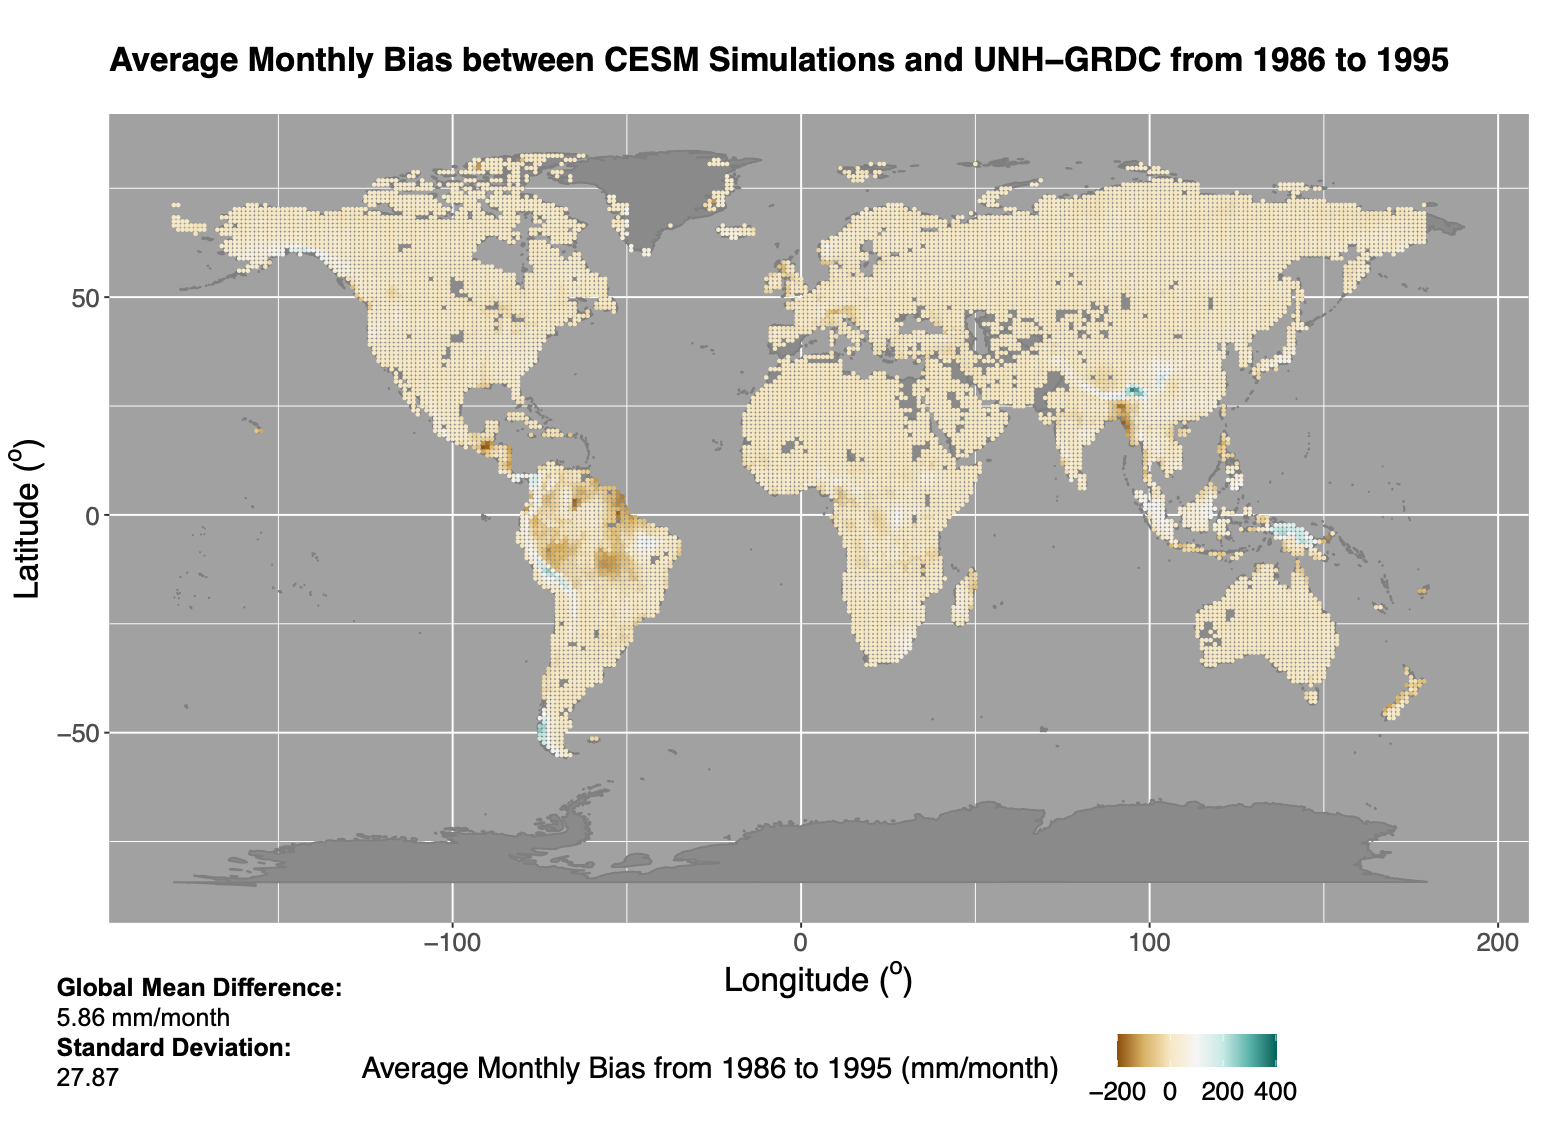 Average Monthly Bias between CESM Simulations and UNH−GRDC from 1986 to 1995
Latitude (º)
50
0
−50
−100
0
100
200
Longitude (º)
Global Mean Difference:
5.86 mm/month
Standard Deviation:
27.87
Average Monthly Bias from 1986 to 1995 (mm/month)
−200 0 200 400